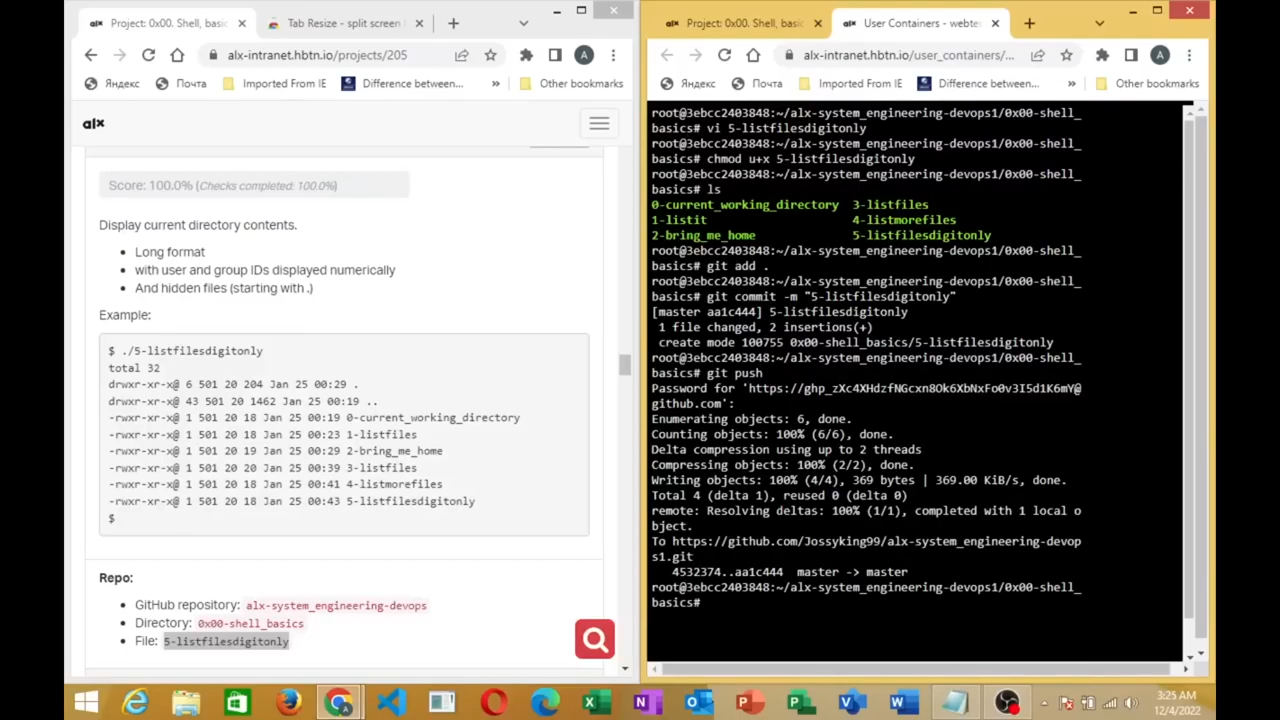 Project: 0x00. Shell, basic
Tab Resize - split screen
alx-intranet.hbtn.io/projects/205
A
Яндекс
Почта
Imported From IE
Difference between...
»
Other bookmarks
alx
Score: 100.0% (Checks completed: 100.0%)
Display current directory contents.
• Long format
• with user and group IDs displayed numerically
• And hidden files (starting with .)
Example:
$ ./5-listfilesdigitonly
total 32
drwxr-xr-x@ 6 501 20 204 Jan 25 00:29 .
drwxr-xr-x@ 43 501 20 1462 Jan 25 00:19 ..
-rwxr-xr-x@ 1 501 20 18 Jan 25 00:19 0-current_working_directory
-rwxr-xr-x@ 1 501 20 18 Jan 25 00:23 1-listfiles
-rwxr-xr-x@ 1 501 20 19 Jan 25 00:29 2-bring_me_home
-rwxr-xr-x@ 1 501 20 20 Jan 25 00:39 3-listfiles
-rwxr-xr-x@ 1 501 20 18 Jan 25 00:41 4-listmorefiles
-rwxr-xr-x@ 1 501 20 18 Jan 25 00:43 5-listfilesdigitonly
$
Repo:
• GitHub repository: alx-system_engineering-devops
• Directory: 0x00-shell_basics
• File: 5-listfilesdigitonly
Project: 0x00. Shell, basic
User Containers - webte
alx-intranet.hbtn.io/user_containers/...
A
Яндекс
Почта
Imported From IE
Difference between...
»
Other bookmarks
root@3ebcc2403848:~/alx-system_engineering-devops1/0x00-shell_
basics# vi 5-listfilesdigitonly
root@3ebcc2403848:~/alx-system_engineering-devops1/0x00-shell_
basics# chmod u+x 5-listfilesdigitonly
root@3ebcc2403848:~/alx-system_engineering-devops1/0x00-shell_
basics# ls
0-current_working_directory 3-listfiles
1-listit 4-listmorefiles
2-bring_me_home 5-listfilesdigitonly
root@3ebcc2403848:~/alx-system_engineering-devops1/0x00-shell_
basics# git add .
root@3ebcc2403848:~/alx-system_engineering-devops1/0x00-shell_
basics# git commit -m "5-listfilesdigitonly"
[master aa1c444] 5-listfilesdigitonly
1 file changed, 2 insertions(+)
create mode 100755 0x00-shell_basics/5-listfilesdigitonly
root@3ebcc2403848:~/alx-system_engineering-devops1/0x00-shell_
basics# git push
Password for
github.com':
Enumerating objects: 6, done.
Counting objects: 100% (6/6), done.
Delta compression using up to 2 threads
Compressing objects: 100% (2/2), done.
Writing objects: 100% (4/4), 369 bytes | 369.00 KiB/s, done.
Total 4 (delta 1), reused 0 (delta 0)
remote: Resolving deltas: 100% (1/1), completed with 1 local o
bject.
To https://github.com/Jossyking99/alx-system_engineering-devop
s1.git
4532374..aa1c444 master -> master
root@3ebcc2403848:~/alx-system_engineering-devops1/0x00-shell_
basics#
3:25 AM
12/4/2022